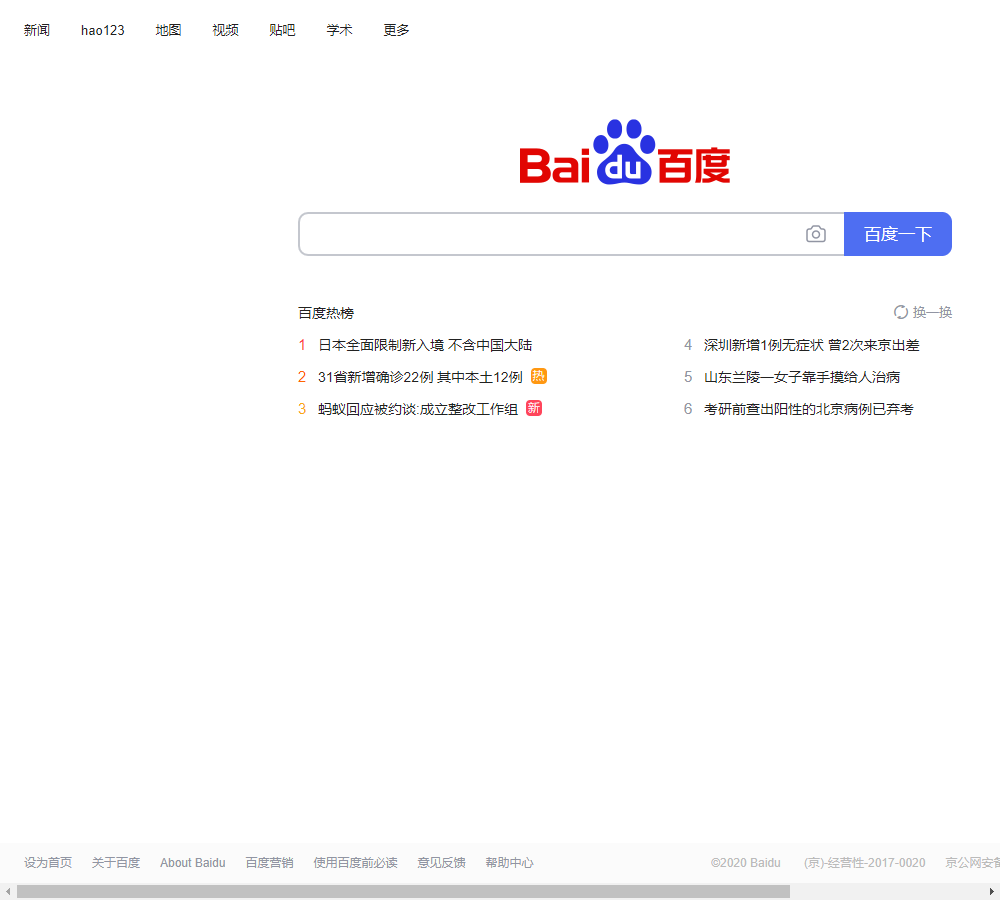 新闻 hao123 地图 视频 贴吧 学术 更多
Bai du 百度
百度一下
百度热榜 换一换
1 日本全面限制新入境 不含中国大陆
4 深圳新增1例无症状 曾2次来京出差
2 31省新增确诊22例 其中本土12例 热
5 山东兰陵一女子靠手摸给人治病
3 蚂蚁回应被约谈:成立整改工作组 新
6 考研前查出阳性的北京病例已弃考
设为首页 关于百度 About Baidu 百度营销 使用百度前必读 意见反馈 帮助中心 ©2020 Baidu (京)-经营性-2017-0020 京公网安备